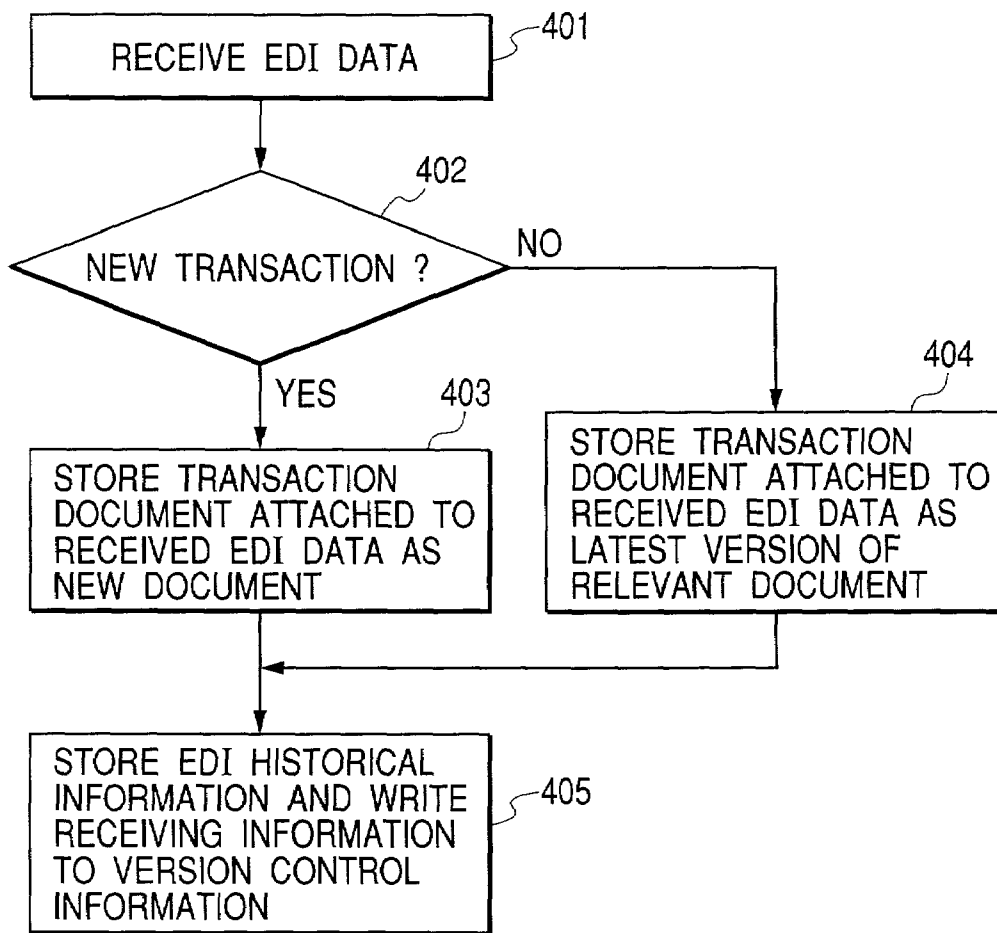 RECEIVE EDI DATA
401
402
NEW TRANSACTION ?
NO
YES
403
STORE TRANSACTION
DOCUMENT ATTACHED TO
RECEIVED EDI DATA AS
NEW DOCUMENT
404
STORE TRANSACTION
DOCUMENT ATTACHED TO
RECEIVED EDI DATA AS
LATEST VERSION OF
RELEVANT DOCUMENT
STORE EDI HISTORICAL
INFORMATION AND WRITE
RECEIVING INFORMATION
TO VERSION CONTROL
INFORMATION
405